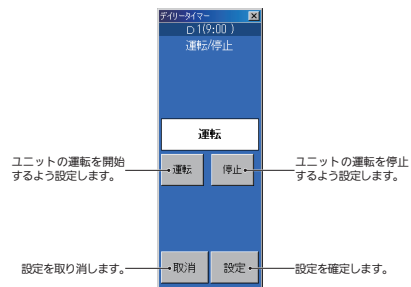 デイリータイマー
D1(9:00 )
運転/停止
運転
ユニットの運転を開始
するよう設定します。
運転
停止
ユニットの運転を停止
するよう設定します。
設定を取り消します。
取消
設定
設定を確定します。